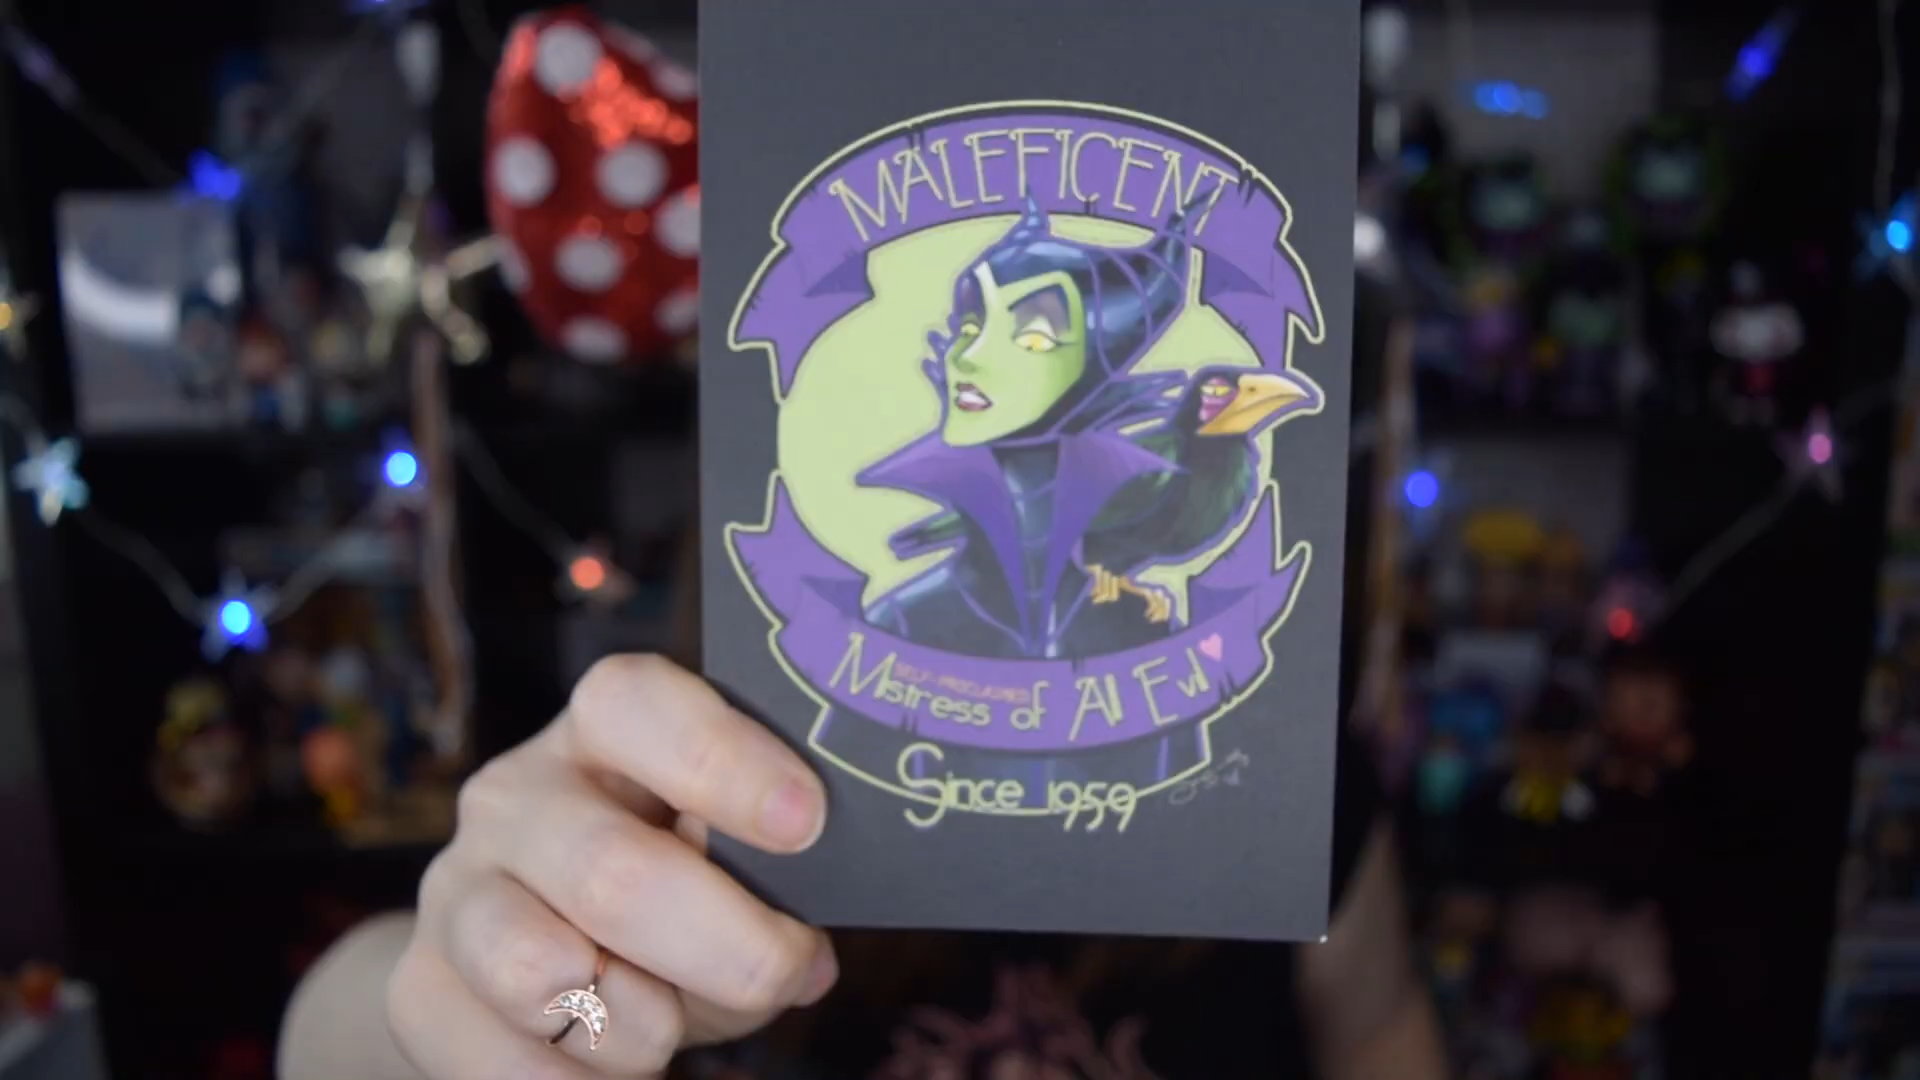 MALEFICENT
SELF-PROCLAIMED
Mistress of All Evil
Since 1959